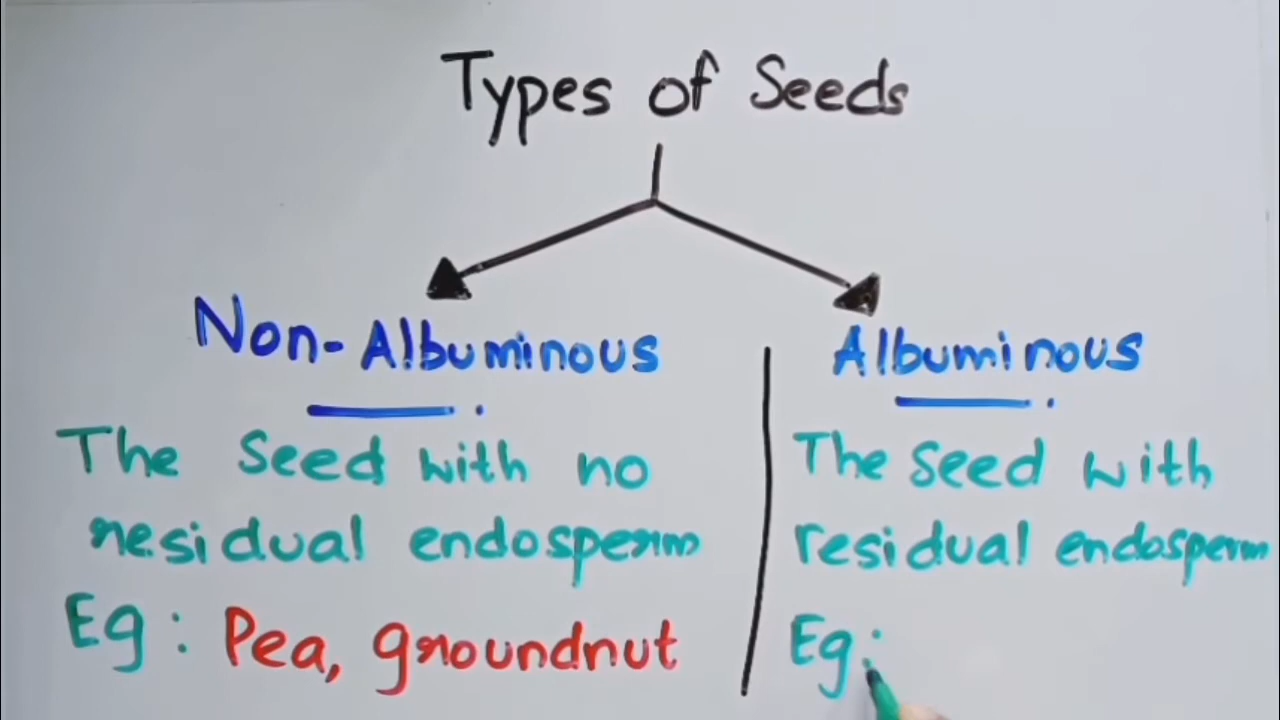 Types of Seeds
Non-Albuminous
The Seed with no
residual endosperm
Eg: Pea, groundnut
Albuminous
The Seed with
residual endosperm
Eg: